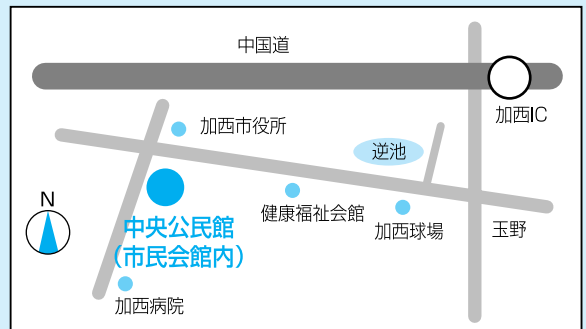 中国道
加西IC
加西市役所
逆池
N
中央公民館
（市民会館内）
健康福祉会館
加西球場
玉野
加西病院